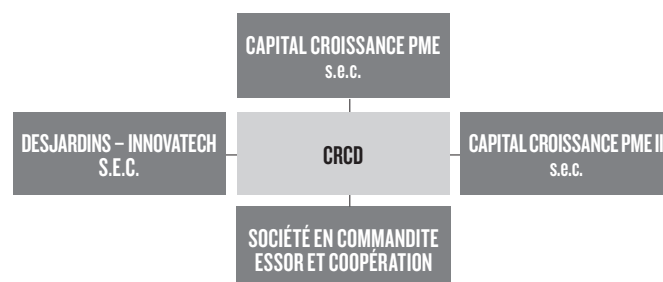 CAPITAL CROISSANCE PME
s.e.c.
DESJARDINS – INNOVATECH
S.E.C.
CRCD
CAPITAL CROISSANCE PME II
s.e.c.
SOCIÉTÉ EN COMMANDITE
ESSOR ET COOPÉRATION